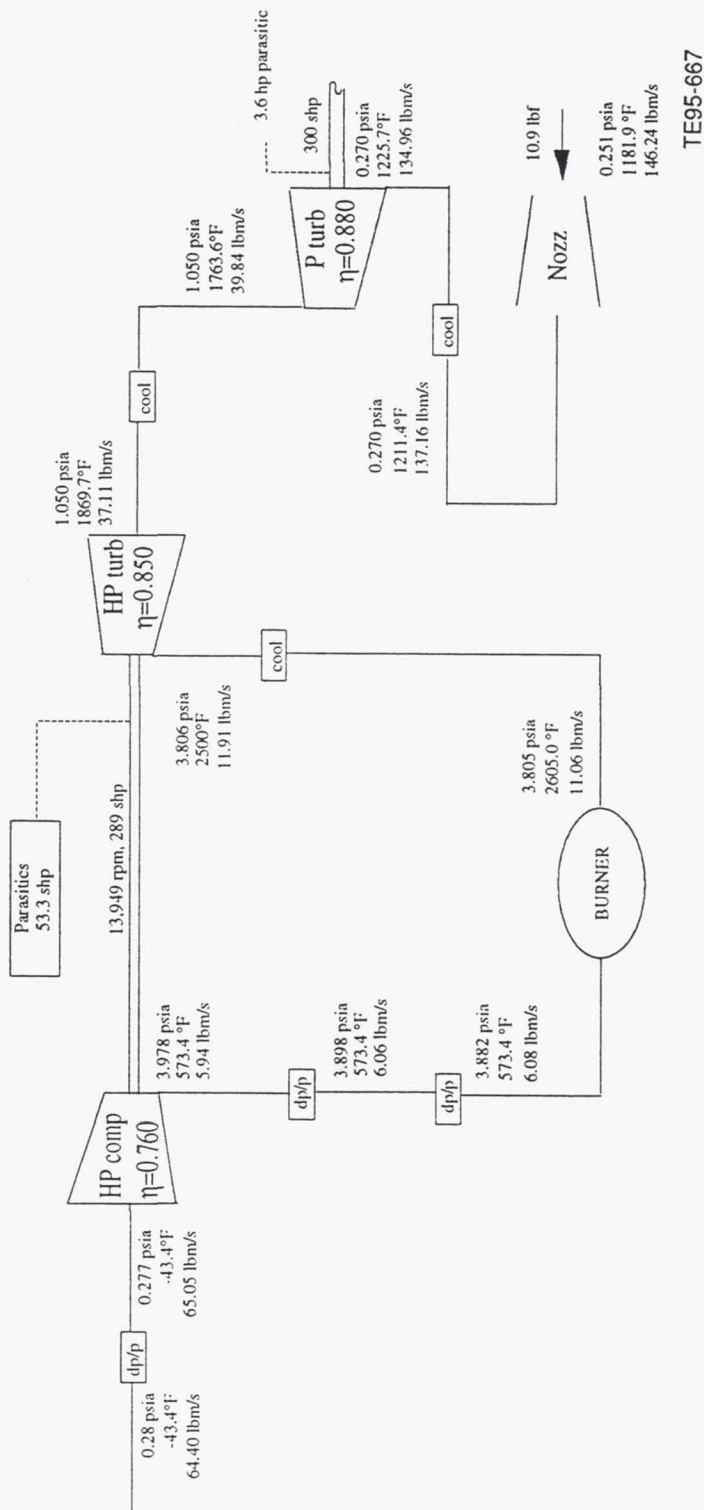 0.28 psia
-43.4°F
64.40 lbm/s
dp/p
0.277 psia
-43.4°F
65.05 lbm/s
HP comp
η=0.760
3.978 psia
573.4 °F
5.94 lbm/s
dp/p
3.898 psia
573.4 °F
6.06 lbm/s
dp/p
3.882 psia
573.4 °F
6.08 lbm/s
BURNER
Parasitics
53.3 shp
13,949 rpm, 289 shp
3.805 psia
2605.0 °F
11.06 lbm/s
cool
3.806 psia
2500°F
11.91 lbm/s
HP turb
η=0.850
1.050 psia
1869.7°F
37.11 lbm/s
cool
1.050 psia
1763.6°F
39.84 lbm/s
P turb
η=0.880
3.6 hp parasitic
300 shp
0.270 psia
1225.7°F
134.96 lbm/s
cool
0.270 psia
1211.4°F
137.16 lbm/s
Nozz
10.9 lbf
0.251 psia
1181.9 °F
146.24 lbm/s
TE95-667